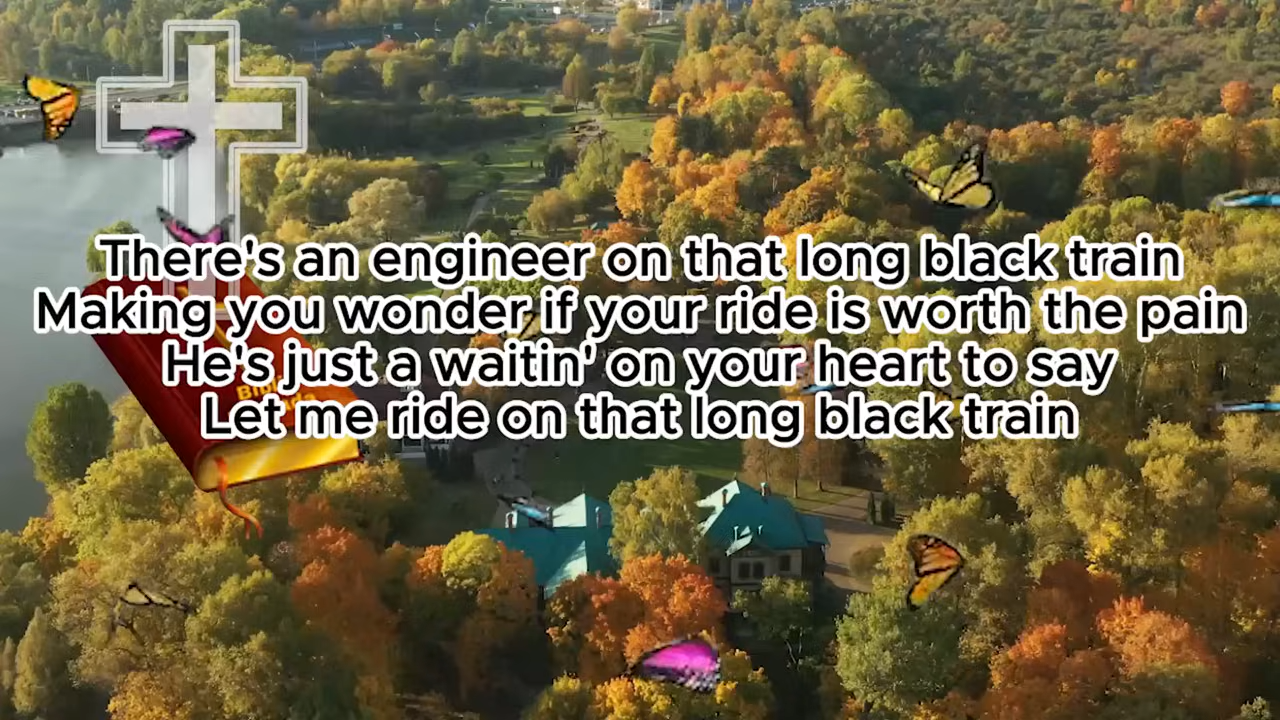 There's an engineer on that long black train
Making you wonder if your ride is worth the pain
He's just a waitin' on your heart to say
Let me ride on that long black train